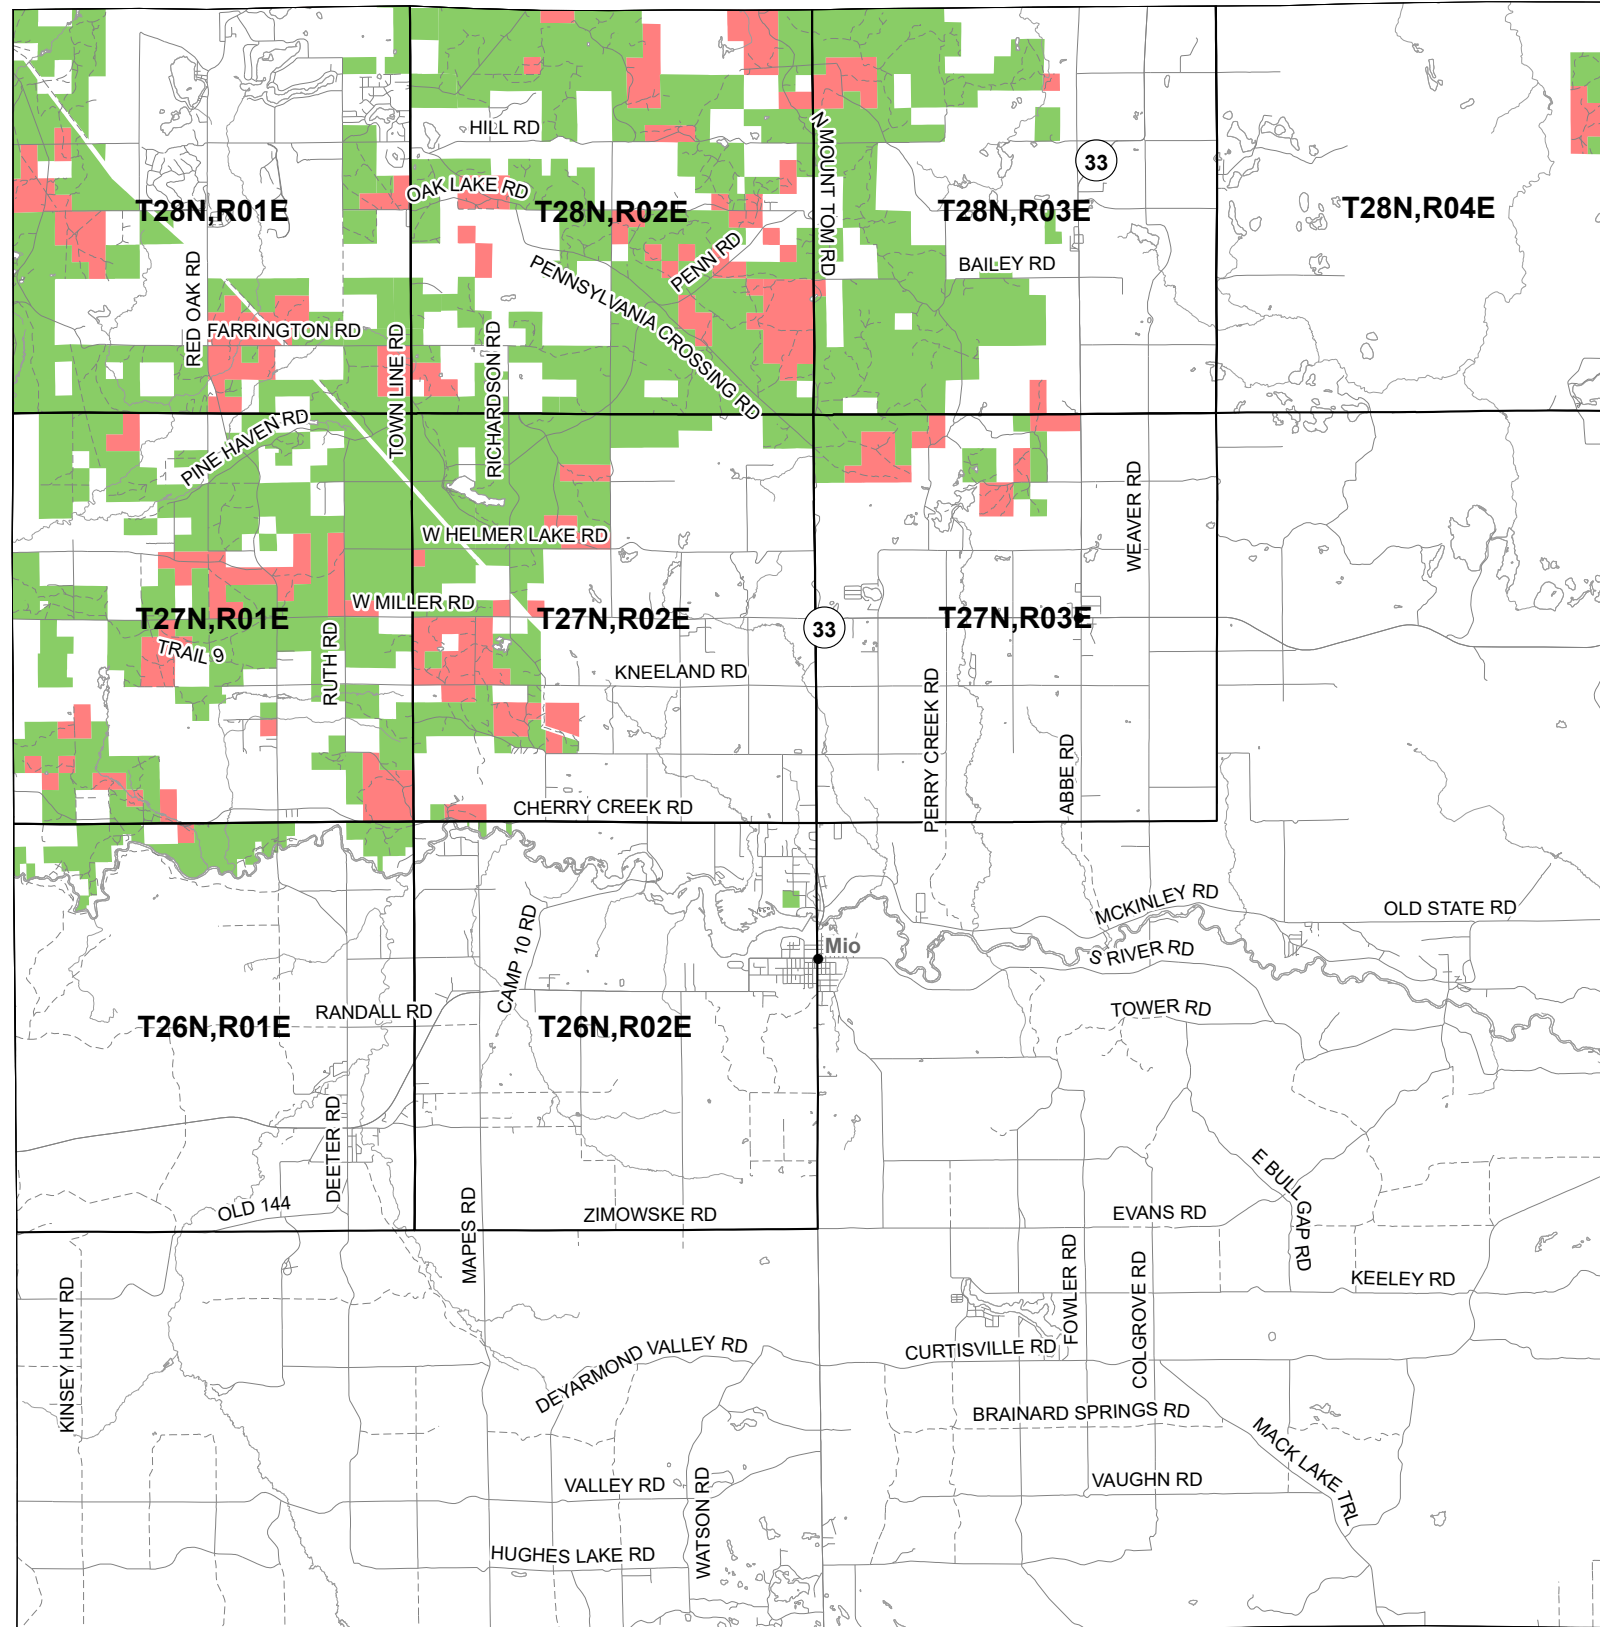 HILL RD
N MOUNT TOM RD
33
OAK LAKE RD
T28N,R01E
T28N,R02E
T28N,R03E
T28N,R04E
RED OAK RD
PENN RD
BAILEY RD
PENNSYLVANIA CROSSING RD
FARRINGTON RD
TOWN LINE RD
RICHARDSON RD
PINE HAVEN RD
WEAVER RD
W HELMER LAKE RD
W MILLER RD
T27N,R01E
T27N,R02E
33
T27N,R03E
TRAIL 9
RUTH RD
KNEELAND RD
PERRY CREEK RD
ABBE RD
CHERRY CREEK RD
MCKINLEY RD
OLD STATE RD
CAMP 10 RD
Mio
S RIVER RD
RANDALL RD
TOWER RD
T26N,R01E
T26N,R02E
DEETER RD
E BULL GAP RD
OLD 144
MAPES RD
ZIMOWSKE RD
EVANS RD
KINSEY HUNT RD
FOWLER RD
COLGROVE RD
KEELEY RD
DEYARMOND VALLEY RD
CURTISVILLE RD
BRAINARD SPRINGS RD
MACK LAKE TRL
VALLEY RD
WATSON RD
VAUGHN RD
HUGHES LAKE RD